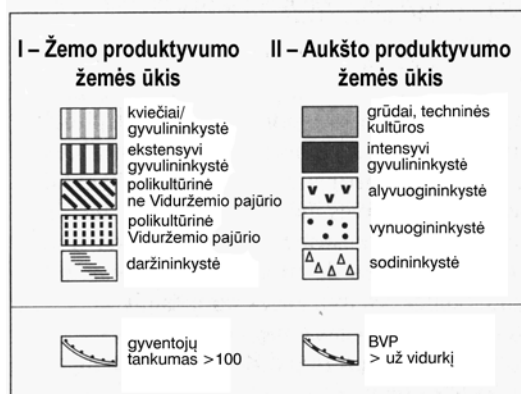 I – Žemo produktyvumo
žemės ūkis
kviečiai/
gyvulininkystė
ekstensyvi
gyvulininkystė
polikultūrinė
ne Viduržemio pajūrio
polikultūrinė
Viduržemio pajūrio
daržininkystė
II – Aukšto produktyvumo
žemės ūkis
grūdai, techninės
kultūros
intensyvi
gyvulininkystė
alyvuogininkystė
vynuogininkystė
sodininkystė
gyventojų
tankumas >100
BVP
> už vidurkį